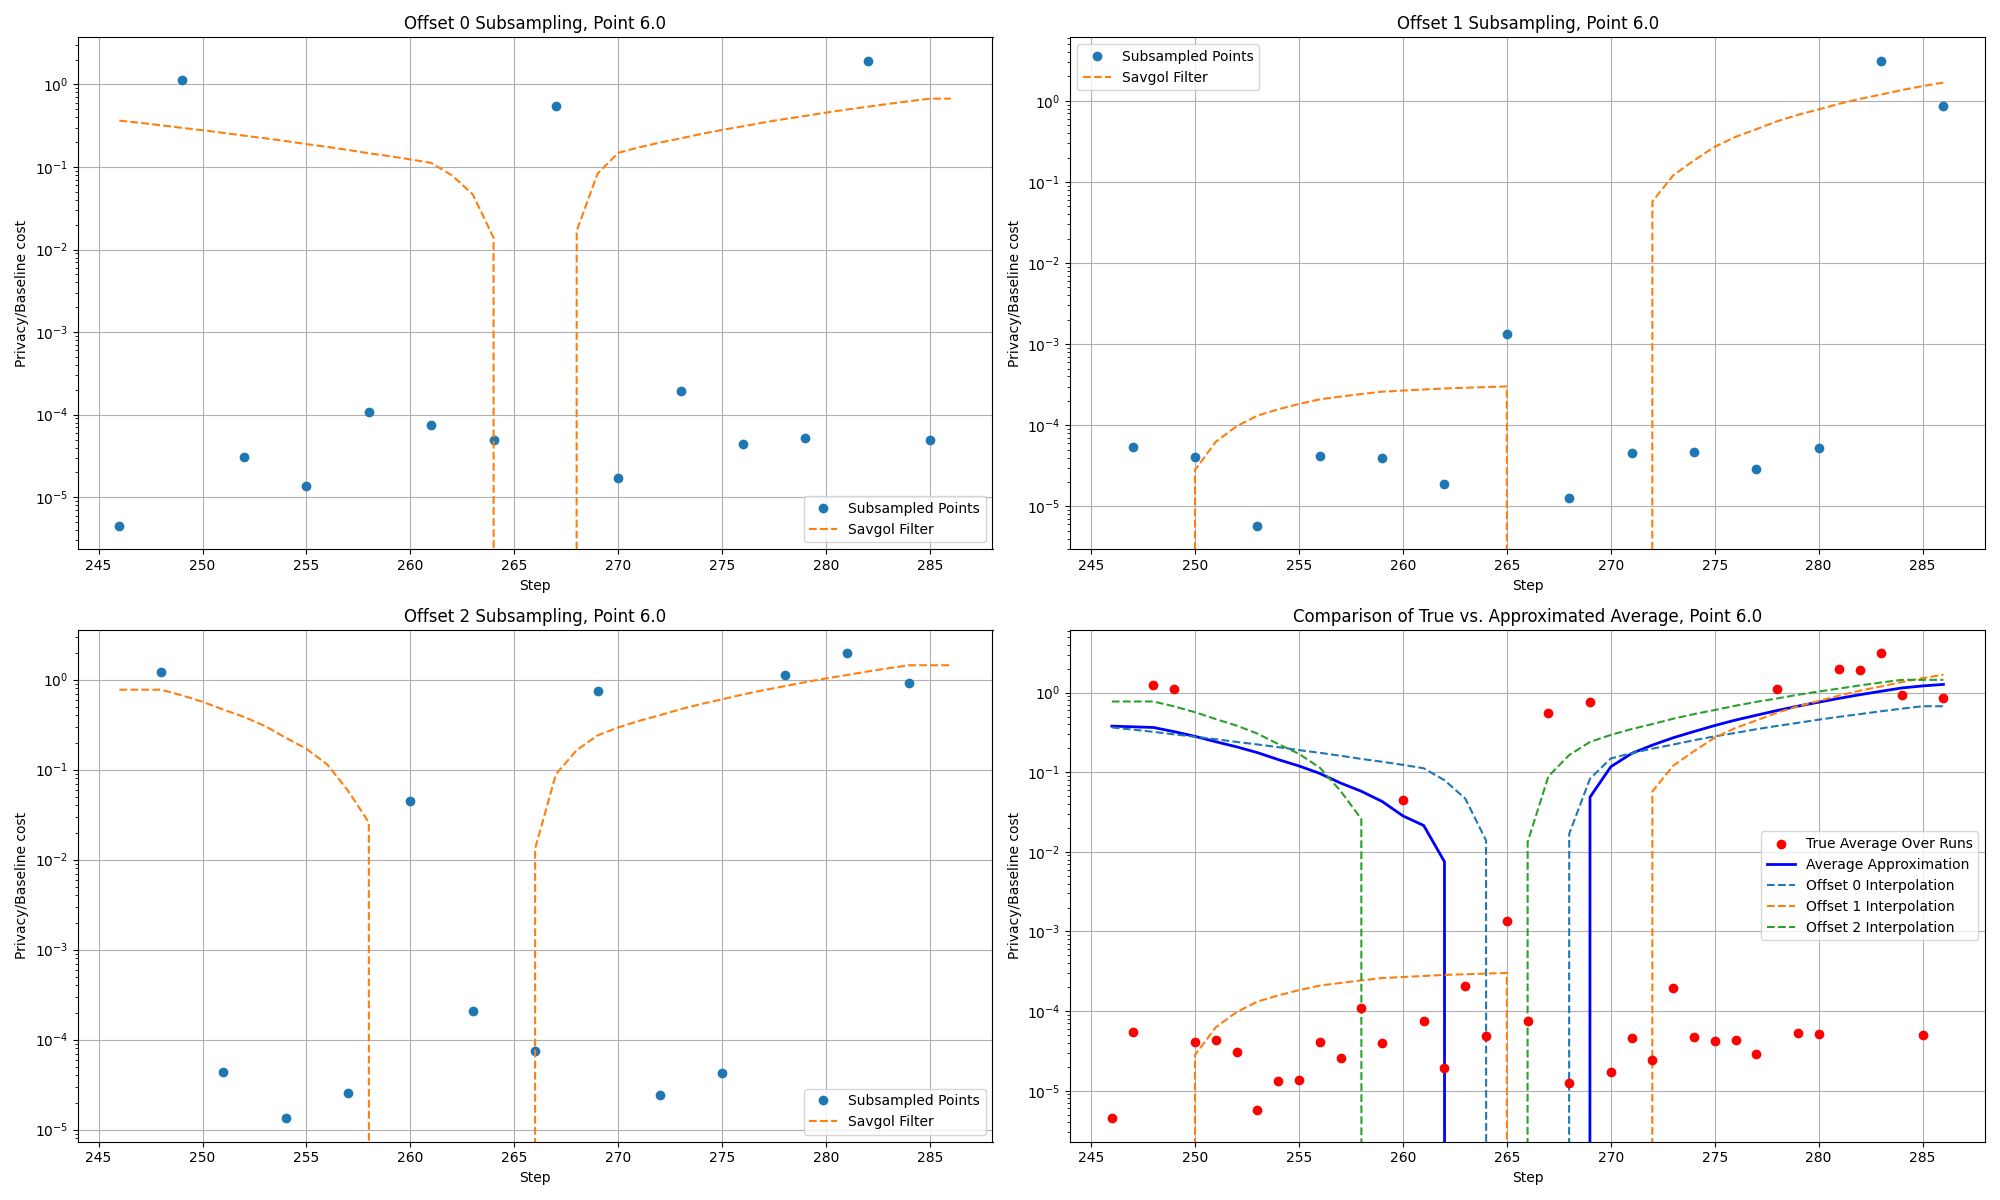 Offset 0 Subsampling, Point 6.0
Privacy/Baseline cost
10^0
10^-1
10^-2
10^-3
10^-4
10^-5
Subsampled Points
Savgol Filter
245 250 255 260 265 270 275 280 285
Step
Offset 1 Subsampling, Point 6.0
Subsampled Points
Savgol Filter
Privacy/Baseline cost
10^0
10^-1
10^-2
10^-3
10^-4
10^-5
245 250 255 260 265 270 275 280 285
Step
Offset 2 Subsampling, Point 6.0
Privacy/Baseline cost
10^0
10^-1
10^-2
10^-3
10^-4
10^-5
Subsampled Points
Savgol Filter
245 250 255 260 265 270 275 280 285
Step
Comparison of True vs. Approximated Average, Point 6.0
Privacy/Baseline cost
10^0
10^-1
10^-2
10^-3
10^-4
10^-5
True Average Over Runs
Average Approximation
Offset 0 Interpolation
Offset 1 Interpolation
Offset 2 Interpolation
245 250 255 260 265 270 275 280 285
Step